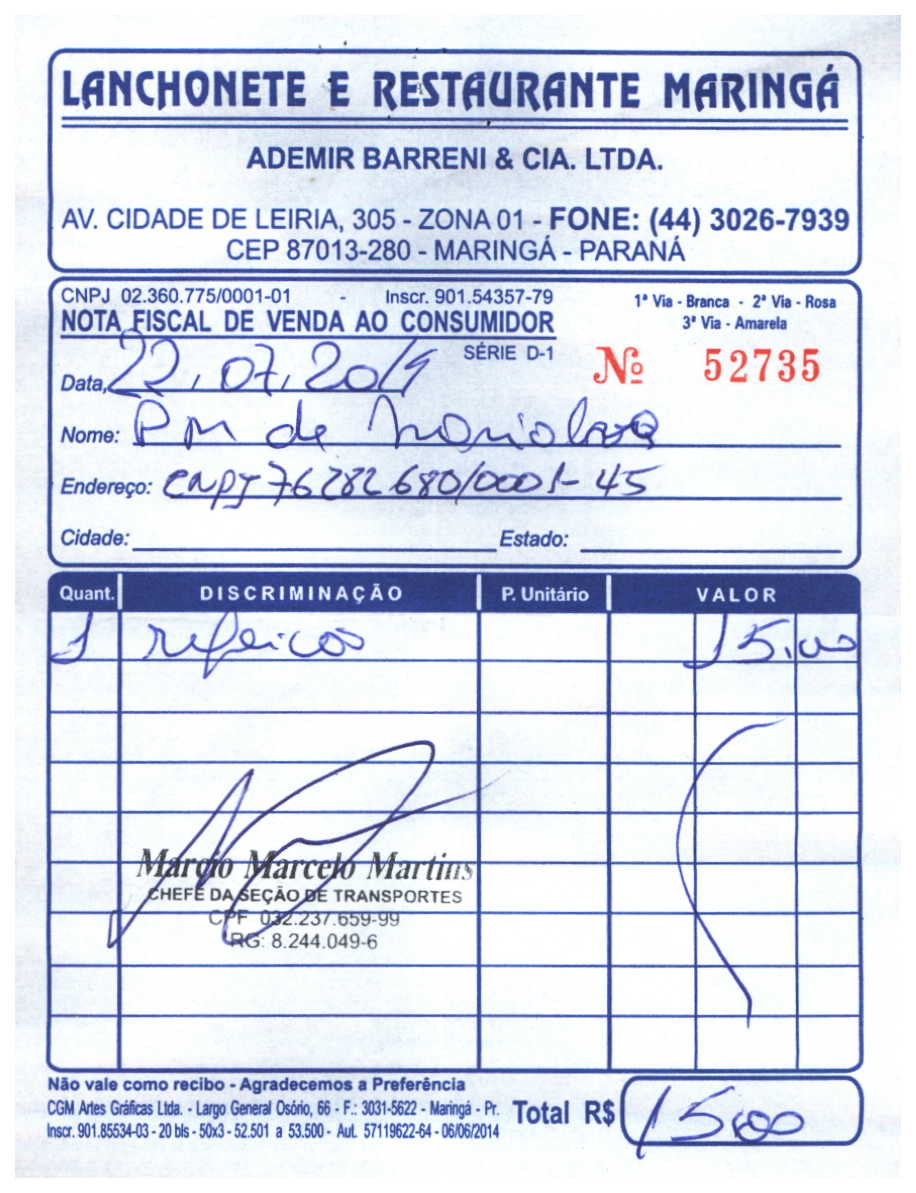 LANCHONETE E RESTAURANTE MARINGÁ
ADEMIR BARRENI & CIA. LTDA.
AV. CIDADE DE LEIRIA, 305 - ZONA 01 - FONE: (44) 3026-7939
CEP 87013-280 - MARINGÁ - PARANÁ
CNPJ 02.360.775/0001-01 - Inscr. 901.54357-79
1ª Via - Branca - 2ª Via - Rosa
3ª Via - Amarela
NOTA FISCAL DE VENDA AO CONSUMIDOR
SÉRIE D-1
Nº 52735
Data, 22, 07, 2019
Nome: PM de
Endereço: CNPJ 76282680/0001-45
Cidade: Estado:
Quant. DISCRIMINAÇÃO P. Unitário VALOR
1 15,00
Marcio Marcelo Martins
CHEFE DA SEÇÃO DE TRANSPORTES
CPF 032.237.659-99
RG: 8.244.049-6
Não vale como recibo - Agradecemos a Preferência
CGM Artes Gráficas Ltda. - Largo General Osório, 66 - F.: 3031-5622 - Maringá - Pr.
Inscr. 901.85534-03 - 20 bls - 50x3 - 52.501 a 53.500 - Aut. 57119622-64 - 06/06/2014
Total R$ 15,00